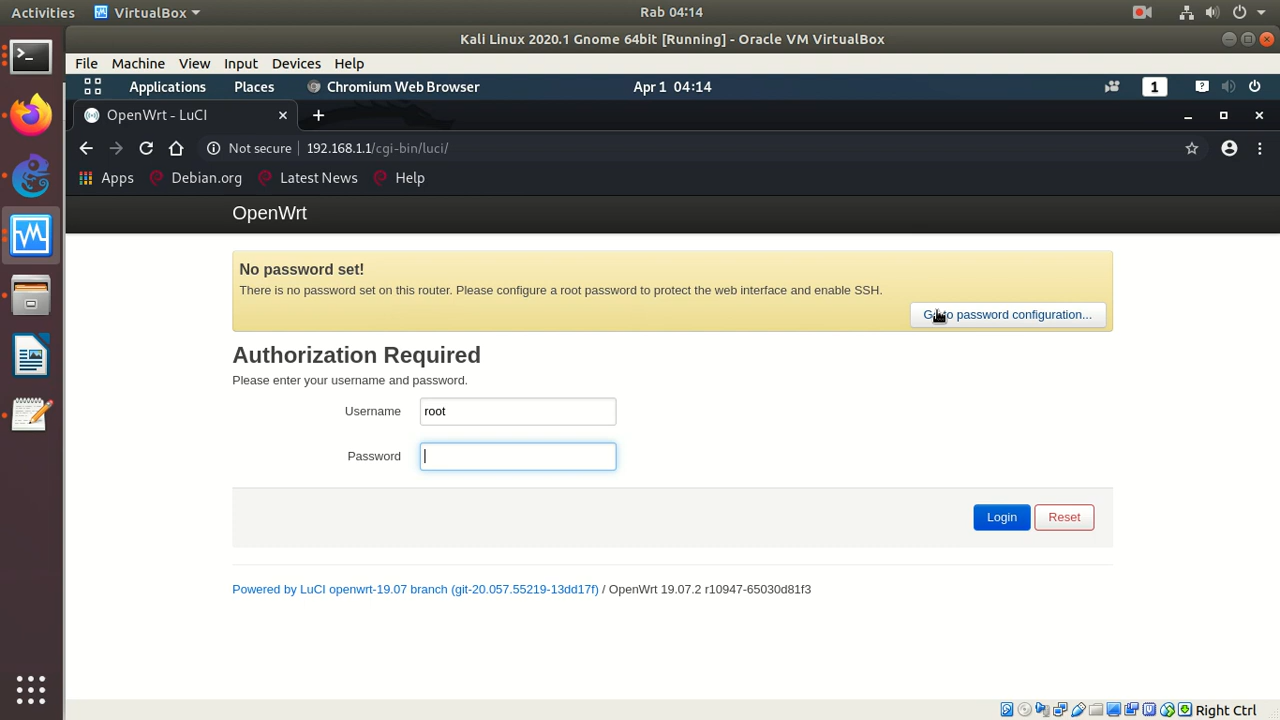 Activities VirtualBox Rab 04:14
Kali Linux 2020.1 Gnome 64bit [Running] - Oracle VM VirtualBox
File Machine View Input Devices Help
Applications Places Chromium Web Browser Apr 1 04:14 1
OpenWrt - LuCI
Not secure 192.168.1.1/cgi-bin/luci/
Apps Debian.org Latest News Help
OpenWrt
No password set!
There is no password set on this router. Please configure a root password to protect the web interface and enable SSH.
Go to password configuration...
Authorization Required
Please enter your username and password.
Username root
Password
Login Reset
Powered by LuCI openwrt-19.07 branch (git-20.057.55219-13dd17f) / OpenWrt 19.07.2 r10947-65030d81f3
Right Ctrl